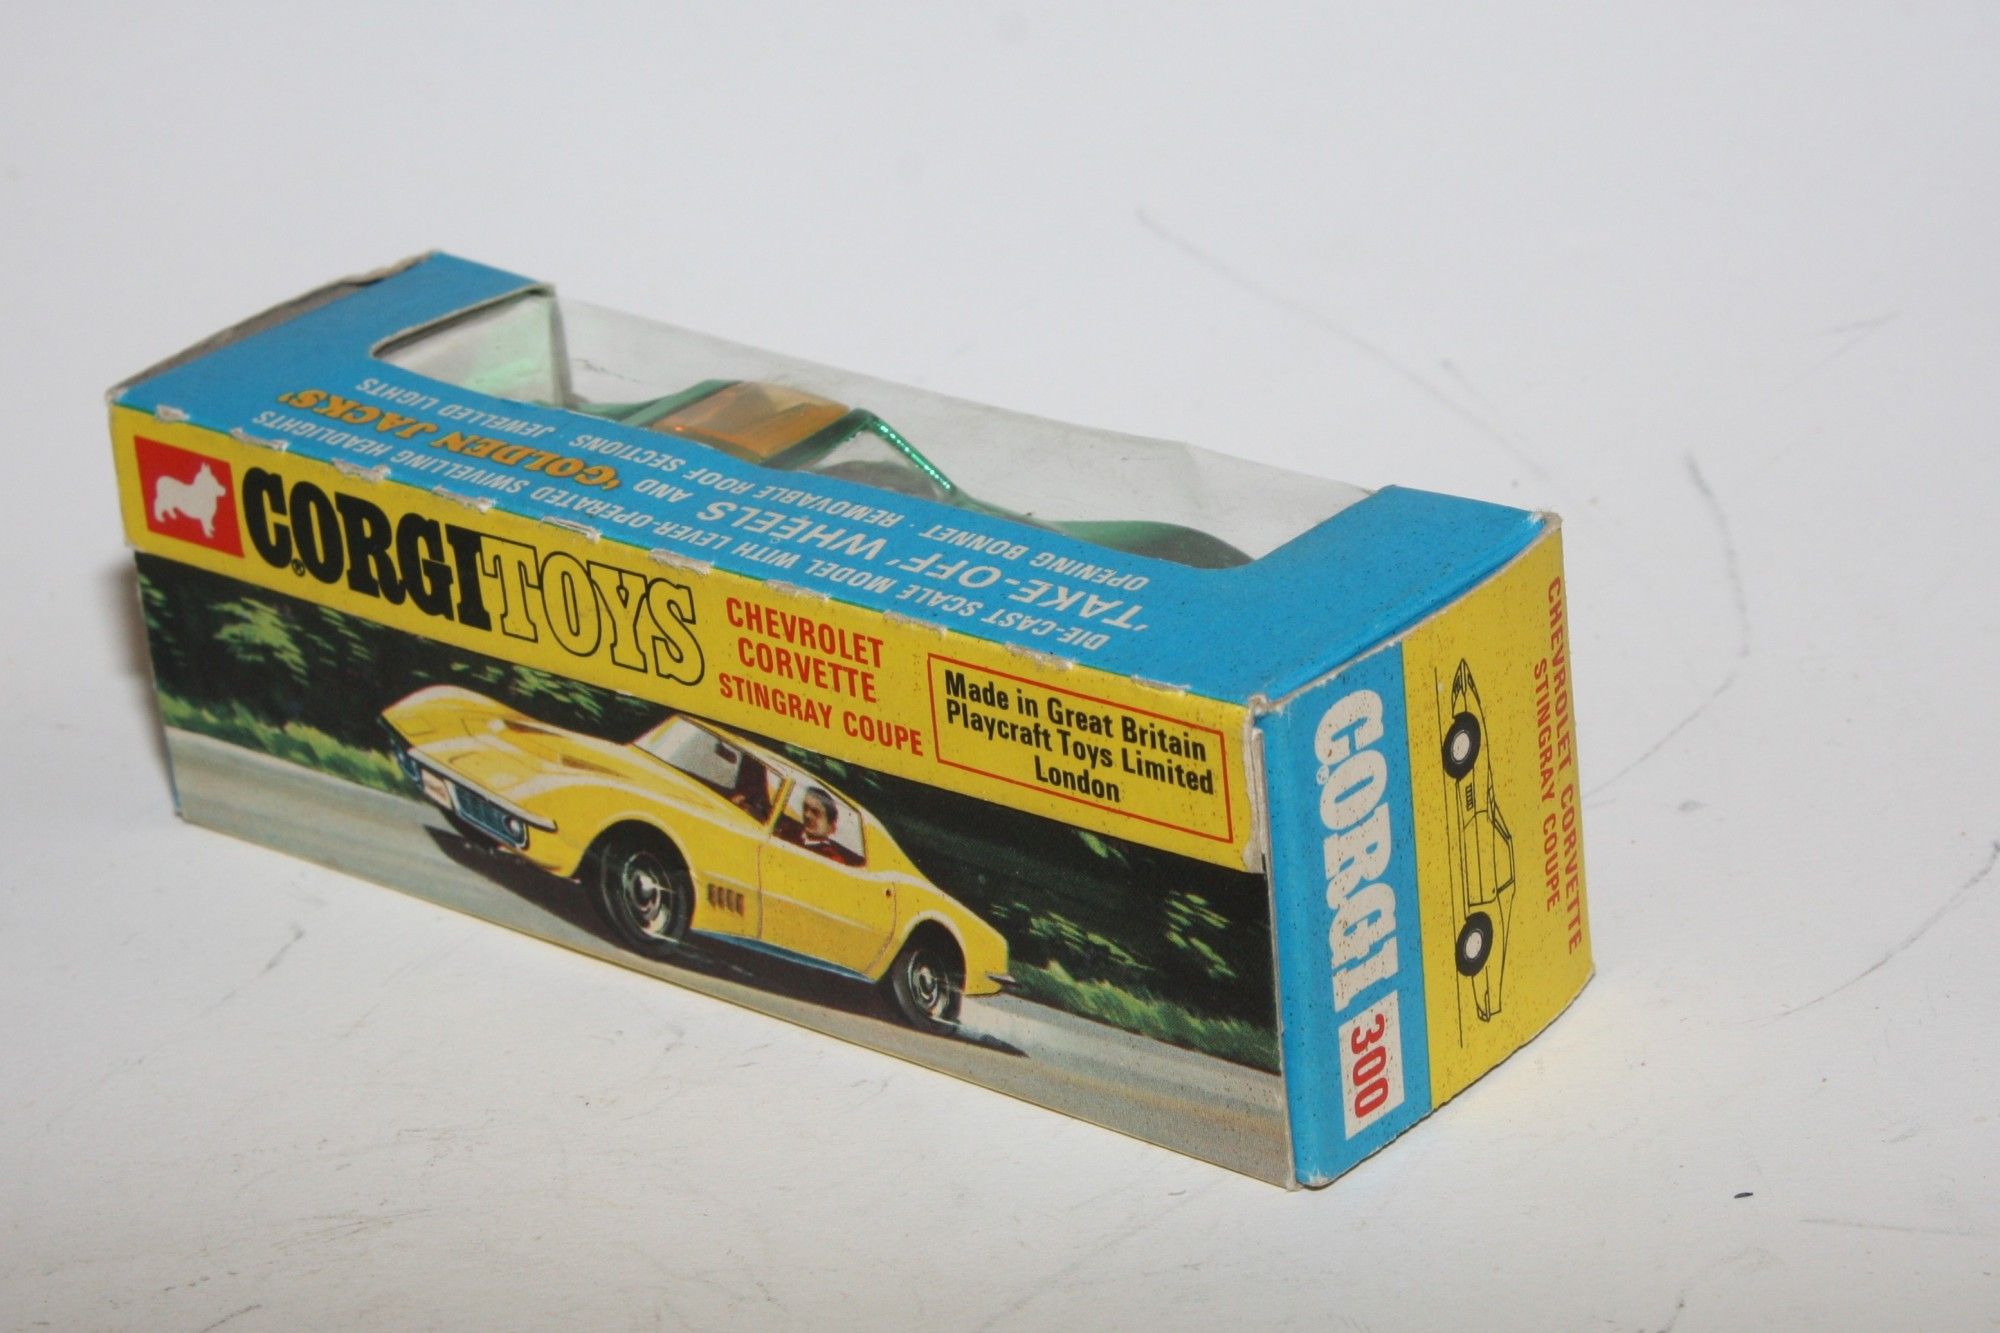 DIE-CAST SCALE MODEL WITH LEVER-OPERATED SWIVELLING HEADLIGHTS
'TAKE-OFF' WHEELS AND 'GOLDEN JACKS'
OPENING BONNET · REMOVABLE ROOF SECTIONS · JEWELLED LIGHTS
CORGI TOYS
CHEVROLET
CORVETTE
STINGRAY COUPE
Made in Great Britain
Playcraft Toys Limited
London
CORGI 300
CHEVROLET CORVETTE
STINGRAY COUPE